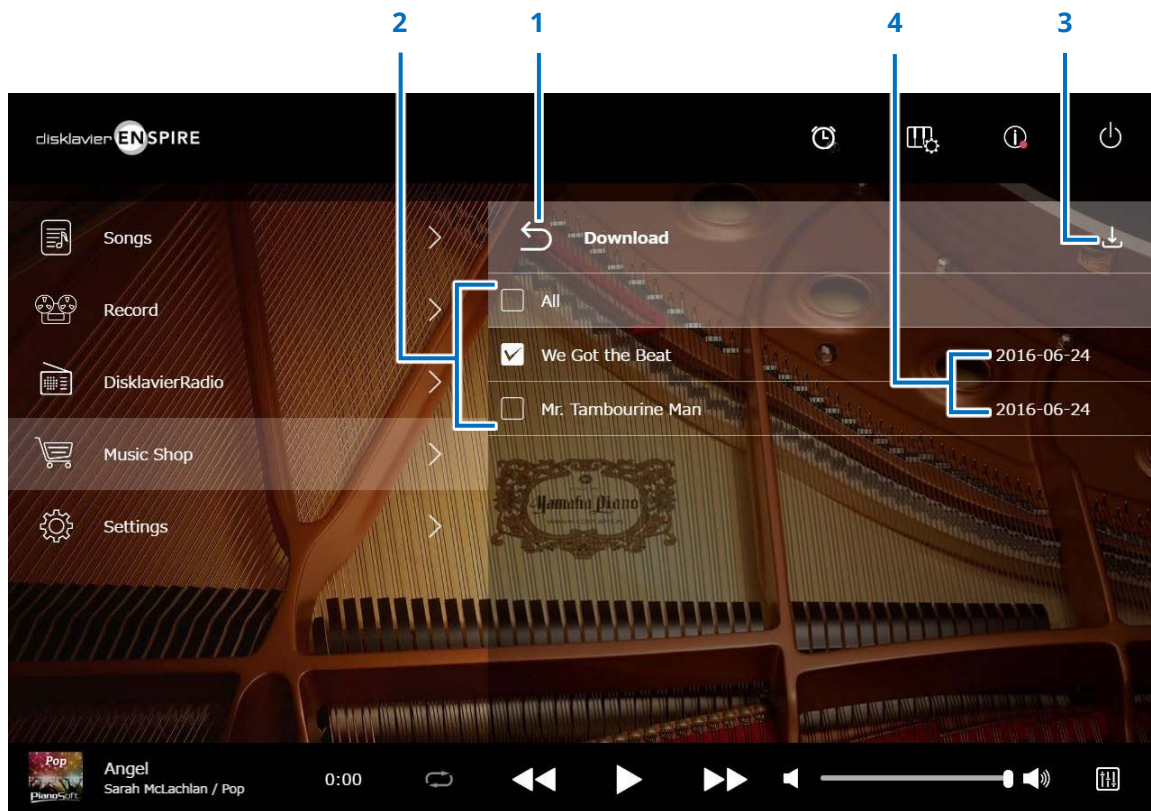 2 1 4 3
disklavier ENSPIRE
Songs
Record
DisklavierRadio
Music Shop
Settings
Download
All
We Got the Beat 2016-06-24
Mr. Tambourine Man 2016-06-24
Yamaha Piano
Pop
PianoSoft
Angel
Sarah McLachlan / Pop
0:00